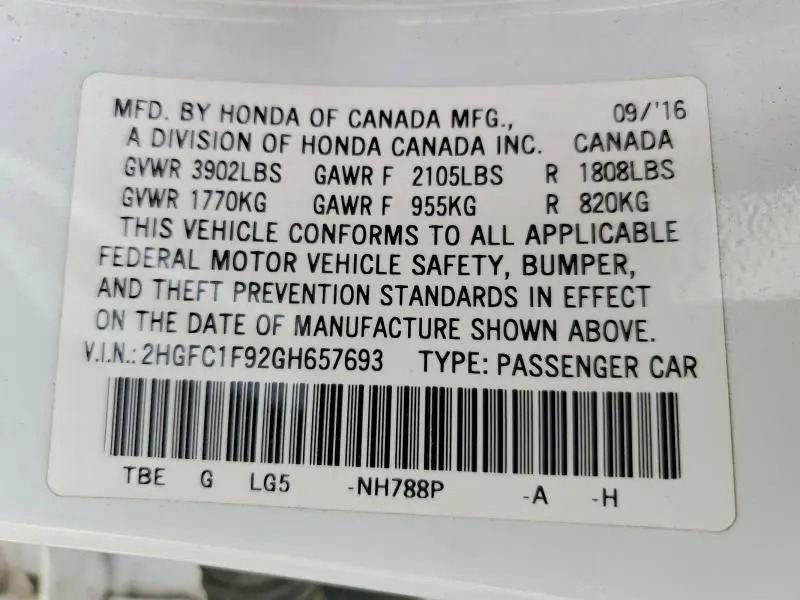 MFD. BY HONDA OF CANADA MFG., 09/'16
A DIVISION OF HONDA CANADA INC. CANADA
GVWR 3902LBS GAWR F 2105LBS R 1808LBS
GVWR 1770KG GAWR F 955KG R 820KG
THIS VEHICLE CONFORMS TO ALL APPLICABLE
FEDERAL MOTOR VEHICLE SAFETY, BUMPER,
AND THEFT PREVENTION STANDARDS IN EFFECT
ON THE DATE OF MANUFACTURE SHOWN ABOVE.
V.I.N.: 2HGFC1F92GH657693 TYPE: PASSENGER CAR
TBE G LG5 -NH788P -A -H